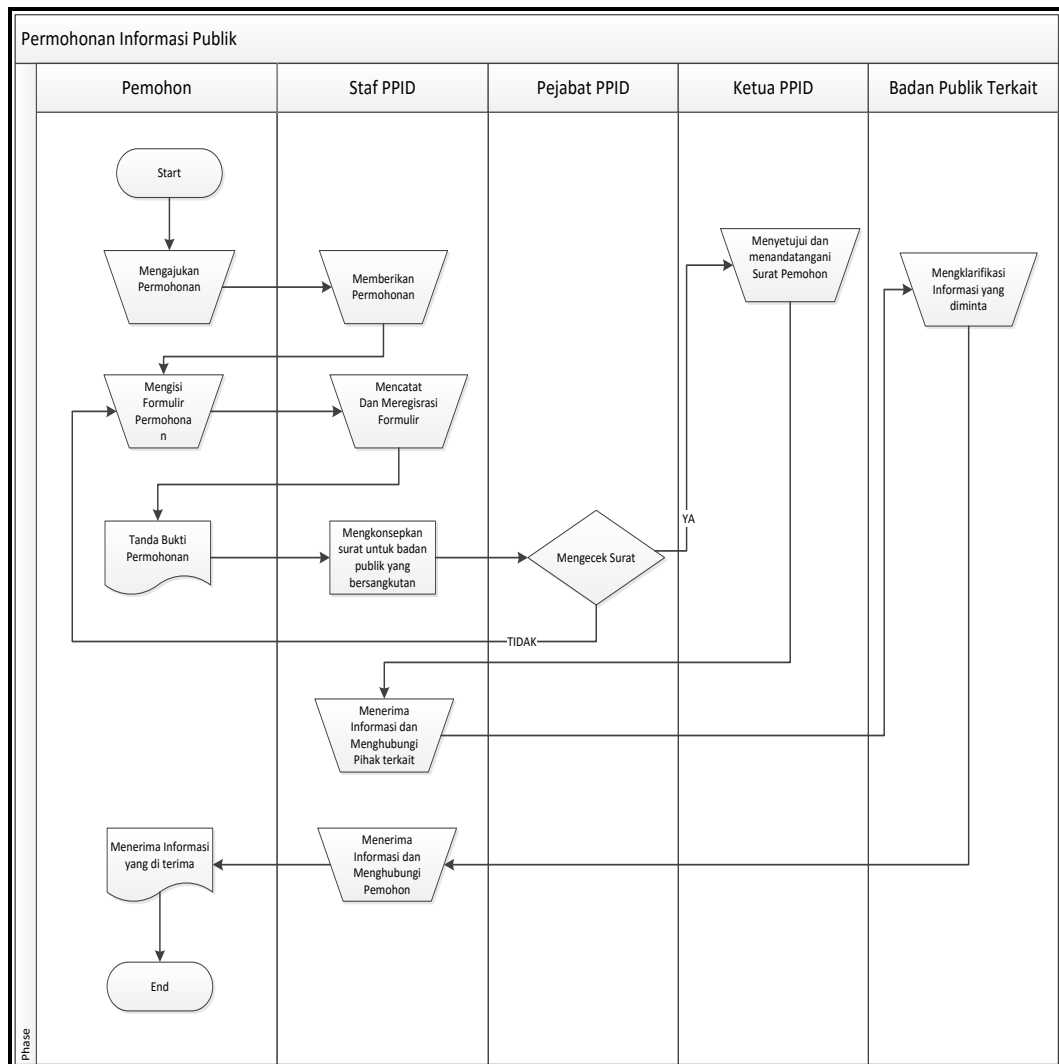 Permohonan Informasi Publik
Pemohon
Staf PPID
Pejabat PPID
Ketua PPID
Badan Publik Terkait
Start
Mengajukan
Permohonan
Memberikan
Permohonan
Menyetujui dan
menandatangani
Surat Pemohon
Mengklarifikasi
Informasi yang
diminta
Mengisi
Formulir
Permohona
n
Mencatat
Dan Meregisrasi
Formulir
Tanda Bukti
Permohonan
Mengkonsepkan
surat untuk badan
publik yang
bersangkutan
Mengecek Surat
YA
TIDAK
Menerima
Informasi dan
Menghubungi
Pihak terkait
Menerima Informasi
yang di terima
Menerima
Informasi dan
Menghubungi
Pemohon
End
Phase